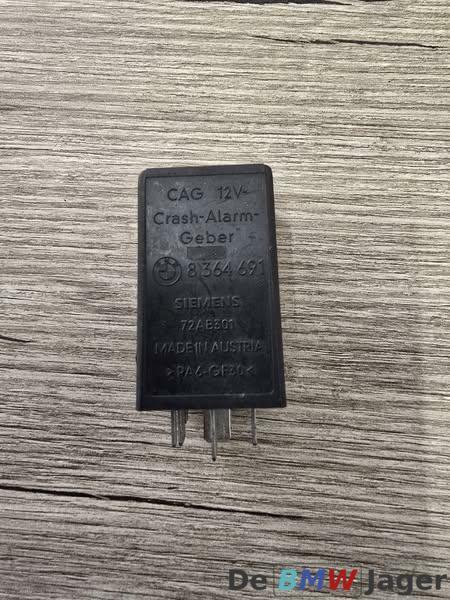 CAG 12V-
Crash-Alarm-
Geber
8 364 691
SIEMENS
72AB301
MADE IN AUSTRIA
>PA6-GF30<
De BMW Jager